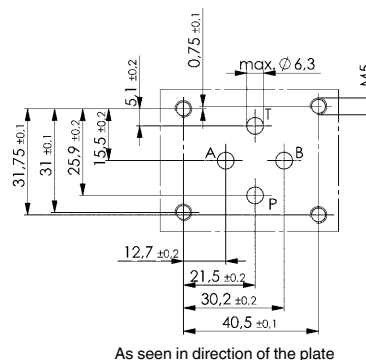 5,1 ±0,2
0,75 ±0,1
max. Ø 6,3
M5
T
31,75 ±0,1
31 ±0,1
25,9 ±0,2
15,5 ±0,2
A
B
P
12,7 ±0,2
21,5 ±0,2
30,2 ±0,2
40,5 ±0,1
As seen in direction of the plate